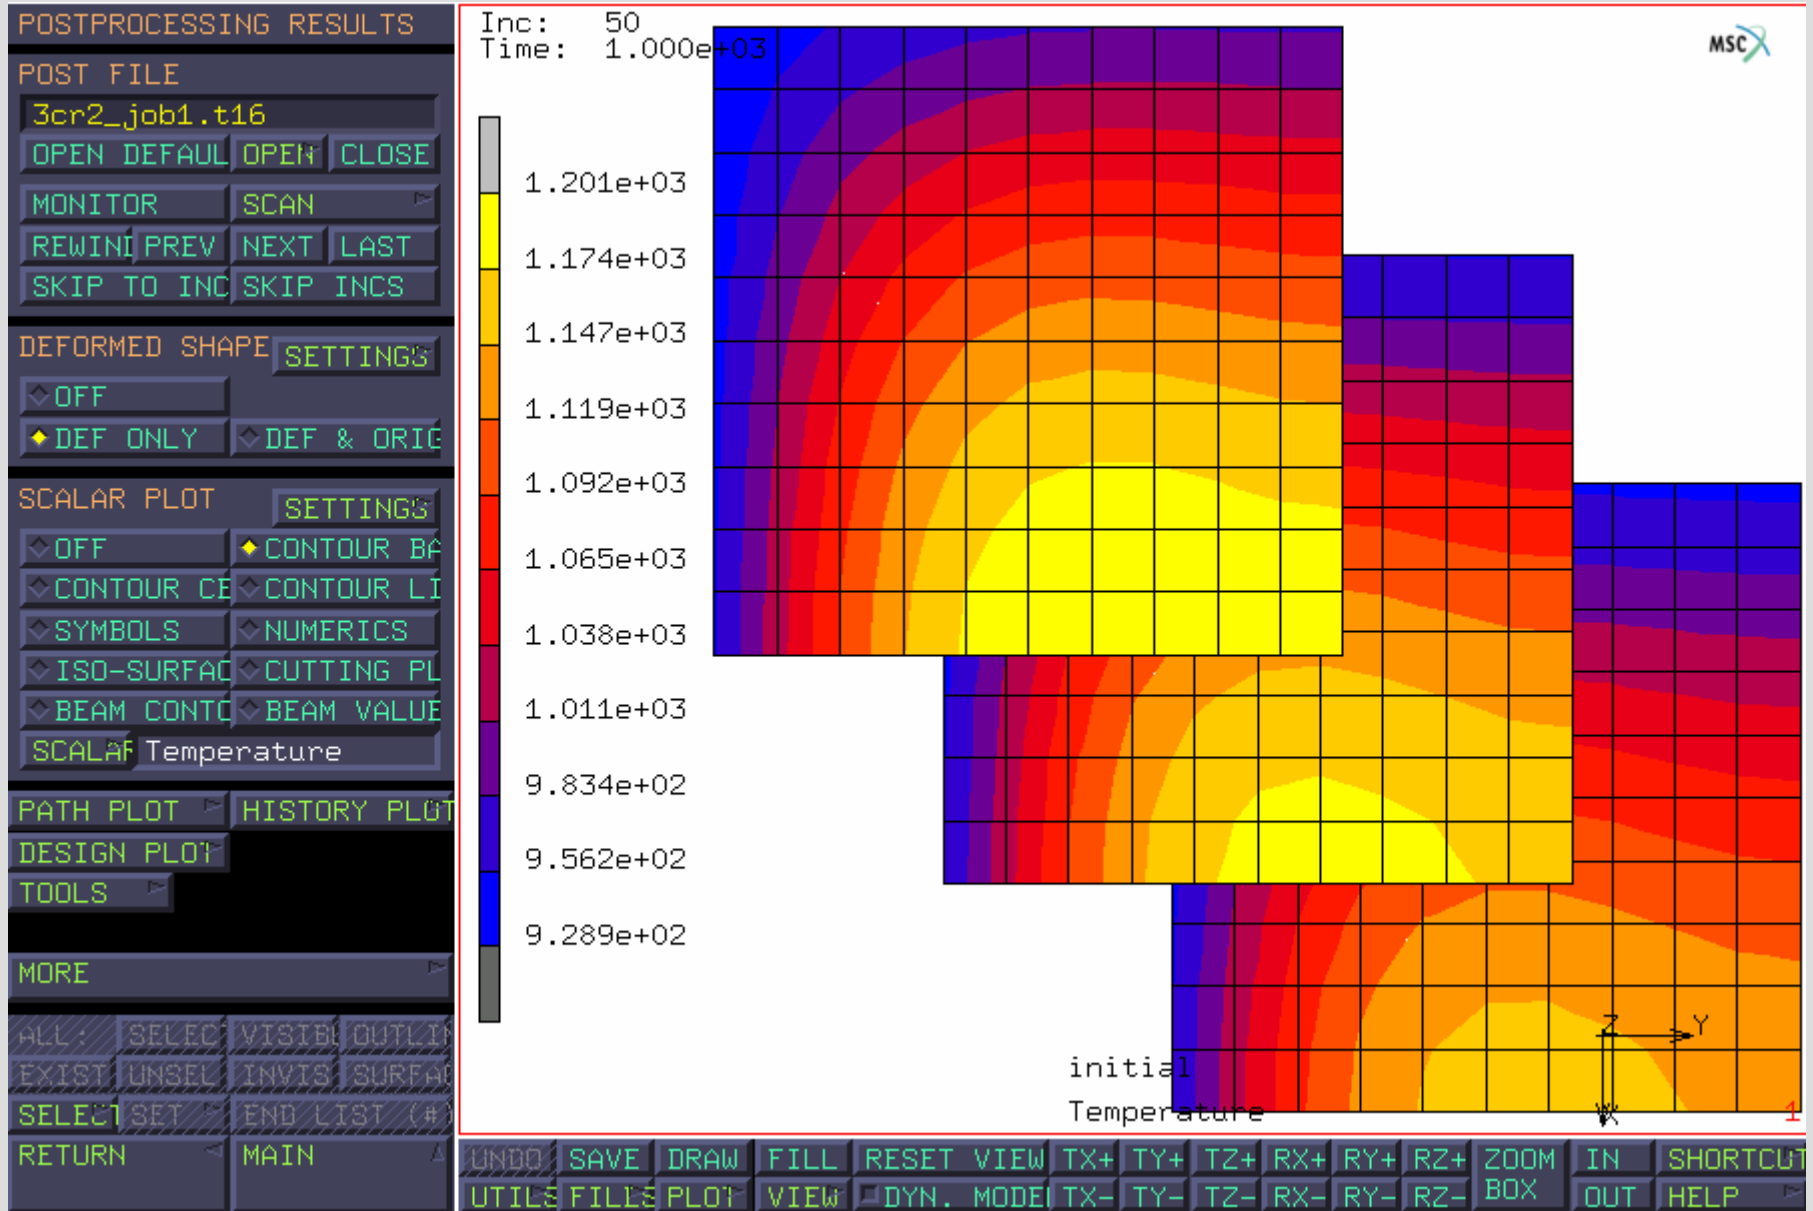 POSTPROCESSING RESULTS
POST FILE
3cr2_job1.t16
OPEN DEFAUL OPEN CLOSE
MONITOR SCAN
REWIND PREV NEXT LAST
SKIP TO INC SKIP INCS
DEFORMED SHAPE SETTINGS
OFF
DEF ONLY DEF & ORIG
SCALAR PLOT SETTINGS
OFF CONTOUR BA
CONTOUR CE CONTOUR LI
SYMBOLS NUMERICS
ISO-SURFAC CUTTING PL
BEAM CONTO BEAM VALUE
SCALAR Temperature
PATH PLOT HISTORY PLOT
DESIGN PLOT
TOOLS
MORE
ALL: SELEC VISIBL OUTLIN
EXIST UNSEL INVIS SURFAC
SELECT SET END LIST (#)
RETURN MAIN
Inc: 50
Time: 1.000e+03
MSC
1.201e+03
1.174e+03
1.147e+03
1.119e+03
1.092e+03
1.065e+03
1.038e+03
1.011e+03
9.834e+02
9.562e+02
9.289e+02
Z Y
X
initial
Temperature
1
UNDO SAVE DRAW FILL RESET VIEW TX+ TY+ TZ+ RX+ RY+ RZ+ ZOOM IN SHORTCUT
UTILS FILES PLOT VIEW DYN. MODEL TX- TY- TZ- RX- RY- RZ- BOX OUT HELP